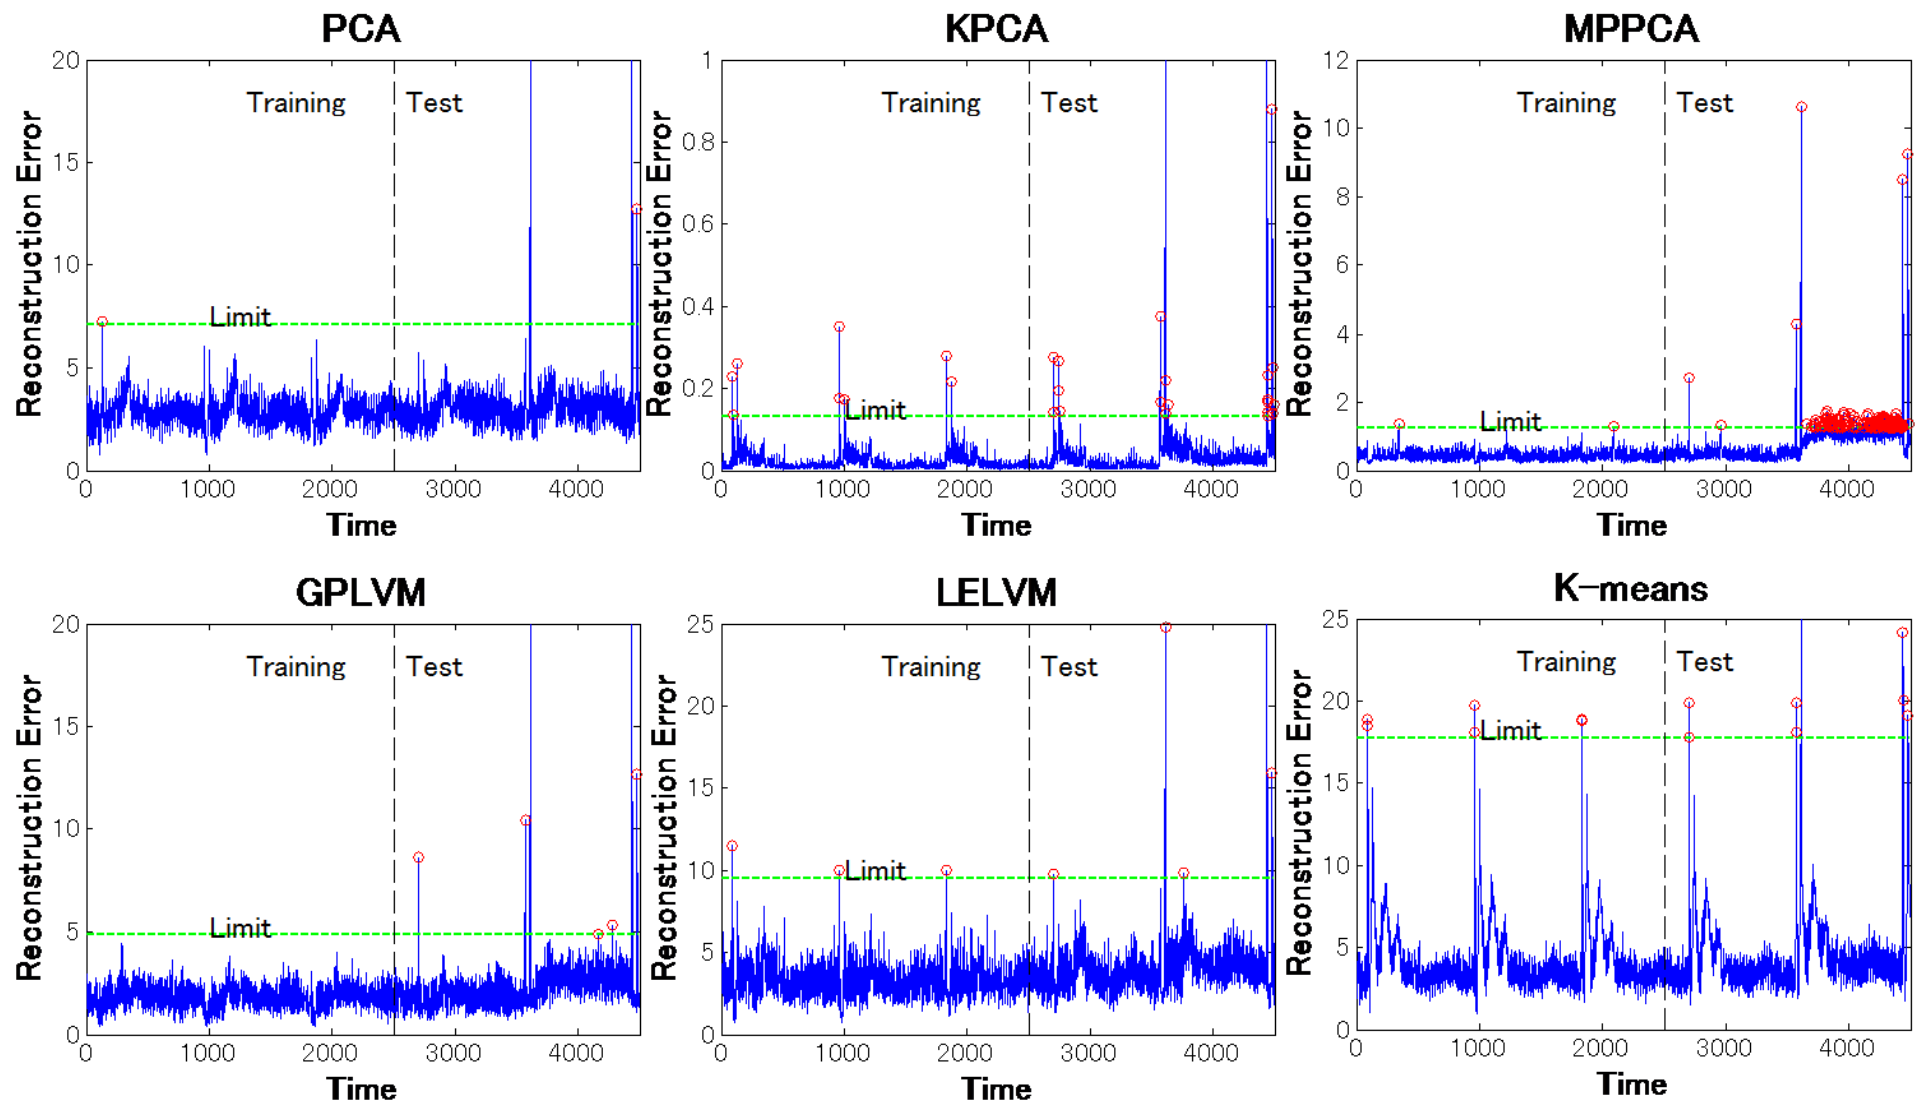 PCA
Reconstruction Error
20
15
10
5
0
Training
Test
Limit
0 1000 2000 3000 4000
Time
KPCA
Reconstruction Error
1
0.8
0.6
0.4
0.2
0
Training
Test
Limit
0 1000 2000 3000 4000
Time
MPPCA
Reconstruction Error
12
10
8
6
4
2
0
Training
Test
Limit
0 1000 2000 3000 4000
Time
GPLVM
Reconstruction Error
20
15
10
5
0
Training
Test
Limit
0 1000 2000 3000 4000
Time
LELVM
Reconstruction Error
25
20
15
10
5
0
Training
Test
Limit
0 1000 2000 3000 4000
Time
K-means
Reconstruction Error
25
20
15
10
5
0
Training
Test
Limit
0 1000 2000 3000 4000
Time